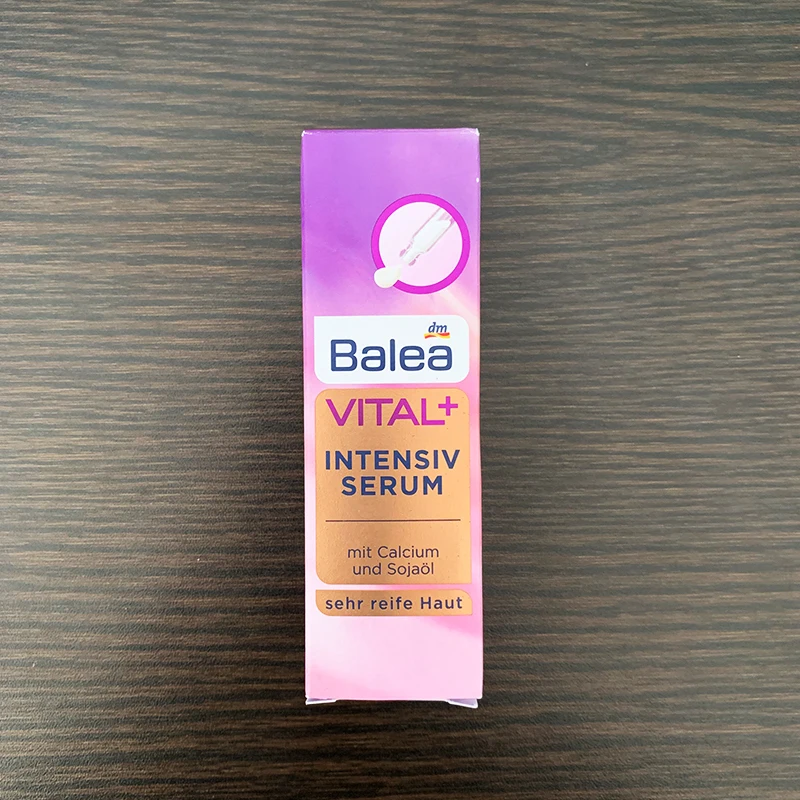 dm
Balea
VITAL+
INTENSIV
SERUM
mit Calcium
und Sojaöl
sehr reife Haut